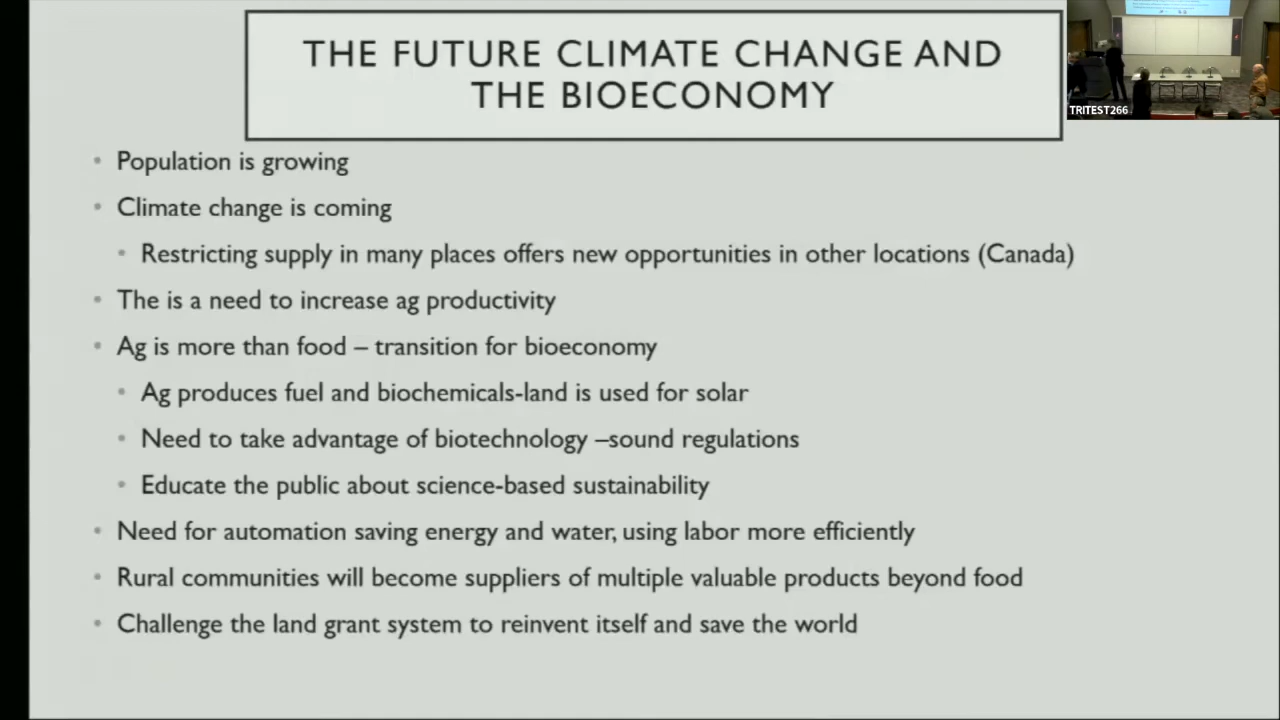 THE FUTURE CLIMATE CHANGE AND
THE BIOECONOMY
TRITEST266
• Population is growing
• Climate change is coming
• Restricting supply in many places offers new opportunities in other locations (Canada)
• The is a need to increase ag productivity
• Ag is more than food – transition for bioeconomy
• Ag produces fuel and biochemicals-land is used for solar
• Need to take advantage of biotechnology –sound regulations
• Educate the public about science-based sustainability
• Need for automation saving energy and water, using labor more efficiently
• Rural communities will become suppliers of multiple valuable products beyond food
• Challenge the land grant system to reinvent itself and save the world